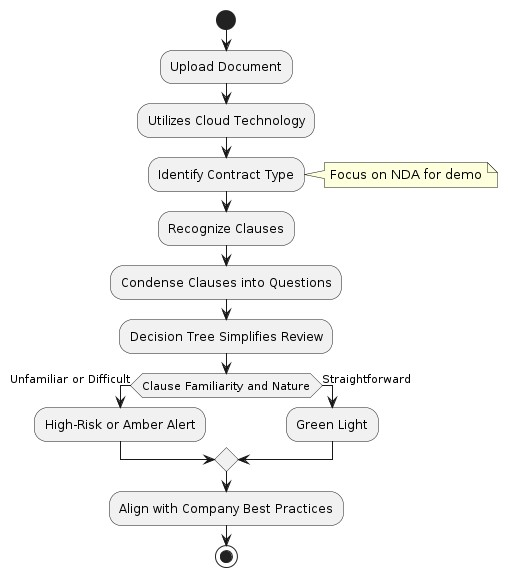 Upload Document
Utilizes Cloud Technology
Identify Contract Type
Focus on NDA for demo
Recognize Clauses
Condense Clauses into Questions
Decision Tree Simplifies Review
Unfamiliar or Difficult
Clause Familiarity and Nature
Straightforward
High-Risk or Amber Alert
Green Light
Align with Company Best Practices